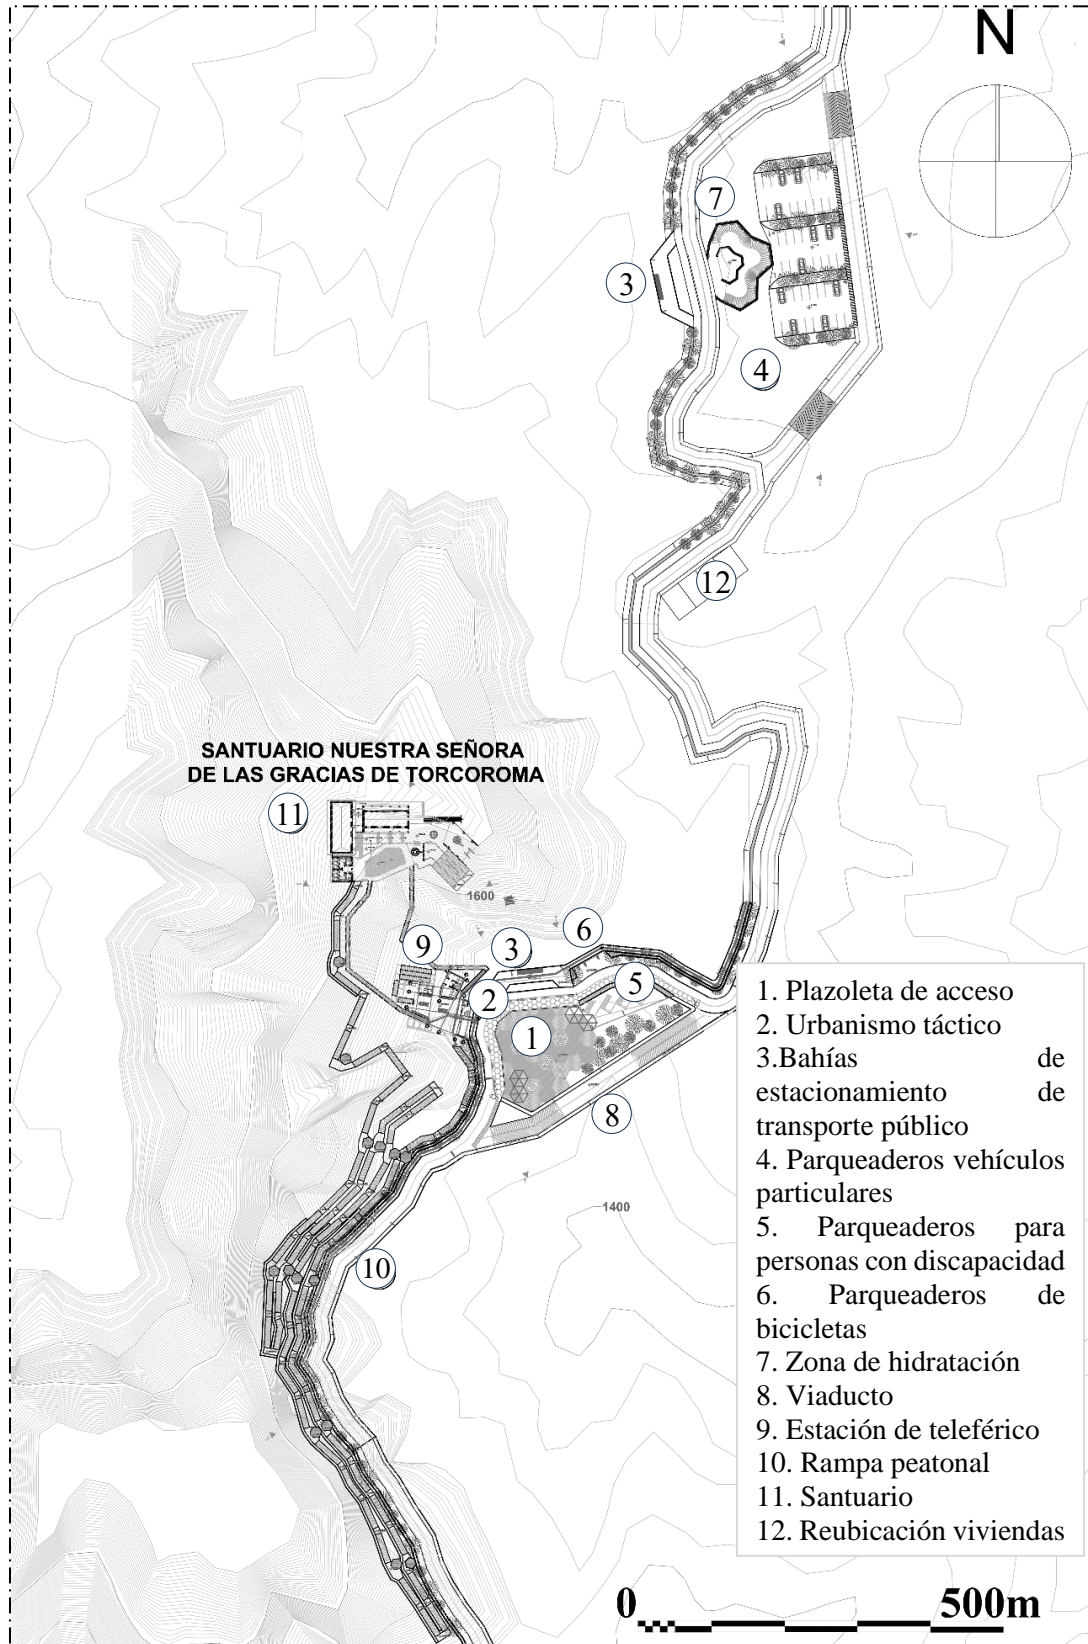 N
7
3
4
12
SANTUARIO NUESTRA SEÑORA
DE LAS GRACIAS DE TORCOROMA
11
1600
6
9
3
5
2
1
8
1400
10
1. Plazoleta de acceso
2. Urbanismo táctico
3.Bahías de
estacionamiento de
transporte público
4. Parqueaderos vehículos
particulares
5. Parqueaderos para
personas con discapacidad
6. Parqueaderos de
bicicletas
7. Zona de hidratación
8. Viaducto
9. Estación de teleférico
10. Rampa peatonal
11. Santuario
12. Reubicación viviendas
0 500m